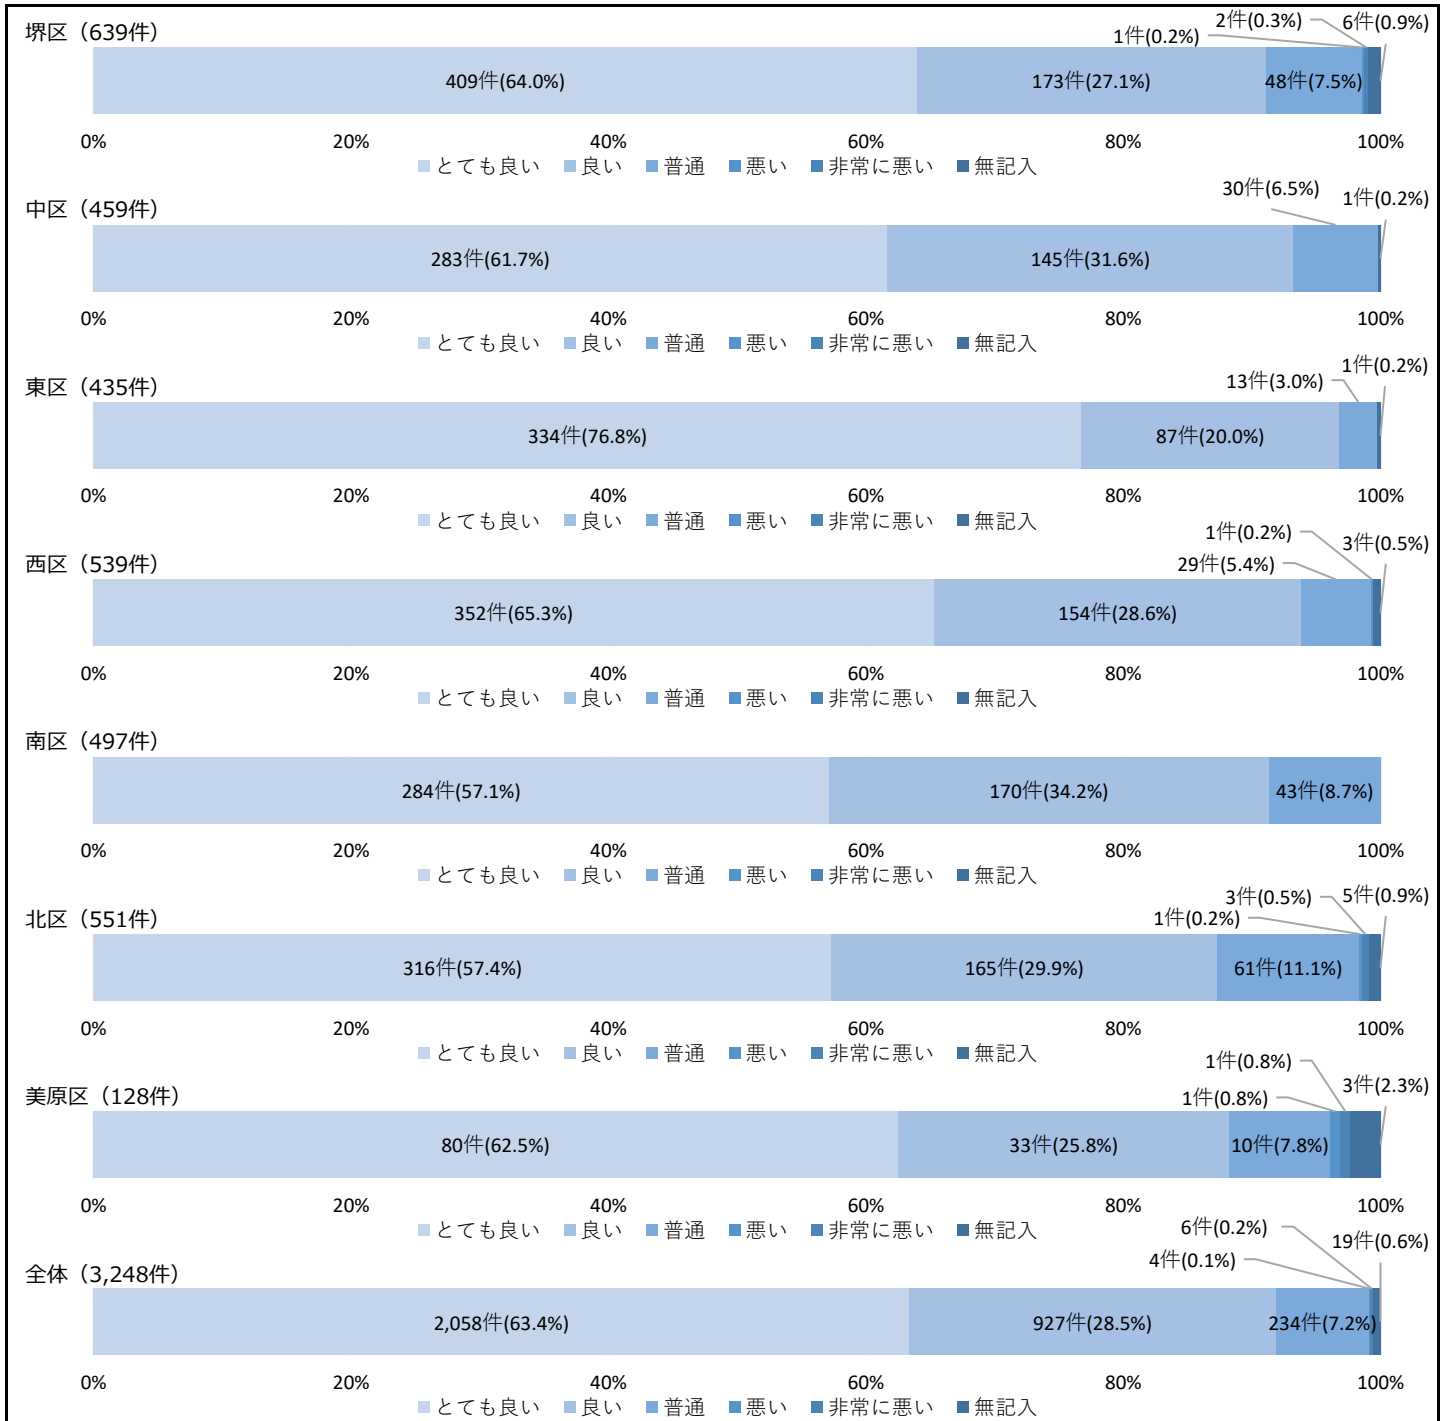 堺区（639件）
1件(0.2%) 2件(0.3%) 6件(0.9%)
409件(64.0%) 173件(27.1%) 48件(7.5%)
0% 20% 40% 60% 80% 100%
とても良い 良い 普通 悪い 非常に悪い 無記入
中区（459件）
30件(6.5%) 1件(0.2%)
283件(61.7%) 145件(31.6%)
0% 20% 40% 60% 80% 100%
とても良い 良い 普通 悪い 非常に悪い 無記入
東区（435件）
13件(3.0%) 1件(0.2%)
334件(76.8%) 87件(20.0%)
0% 20% 40% 60% 80% 100%
とても良い 良い 普通 悪い 非常に悪い 無記入
西区（539件）
29件(5.4%) 1件(0.2%) 3件(0.5%)
352件(65.3%) 154件(28.6%)
0% 20% 40% 60% 80% 100%
とても良い 良い 普通 悪い 非常に悪い 無記入
南区（497件）
284件(57.1%) 170件(34.2%) 43件(8.7%)
0% 20% 40% 60% 80% 100%
とても良い 良い 普通 悪い 非常に悪い 無記入
北区（551件）
1件(0.2%) 3件(0.5%) 5件(0.9%)
316件(57.4%) 165件(29.9%) 61件(11.1%)
0% 20% 40% 60% 80% 100%
とても良い 良い 普通 悪い 非常に悪い 無記入
美原区（128件）
1件(0.8%) 1件(0.8%) 3件(2.3%)
80件(62.5%) 33件(25.8%) 10件(7.8%)
0% 20% 40% 60% 80% 100%
とても良い 良い 普通 悪い 非常に悪い 無記入
全体（3,248件）
4件(0.1%) 6件(0.2%) 19件(0.6%)
2,058件(63.4%) 927件(28.5%) 234件(7.2%)
0% 20% 40% 60% 80% 100%
とても良い 良い 普通 悪い 非常に悪い 無記入